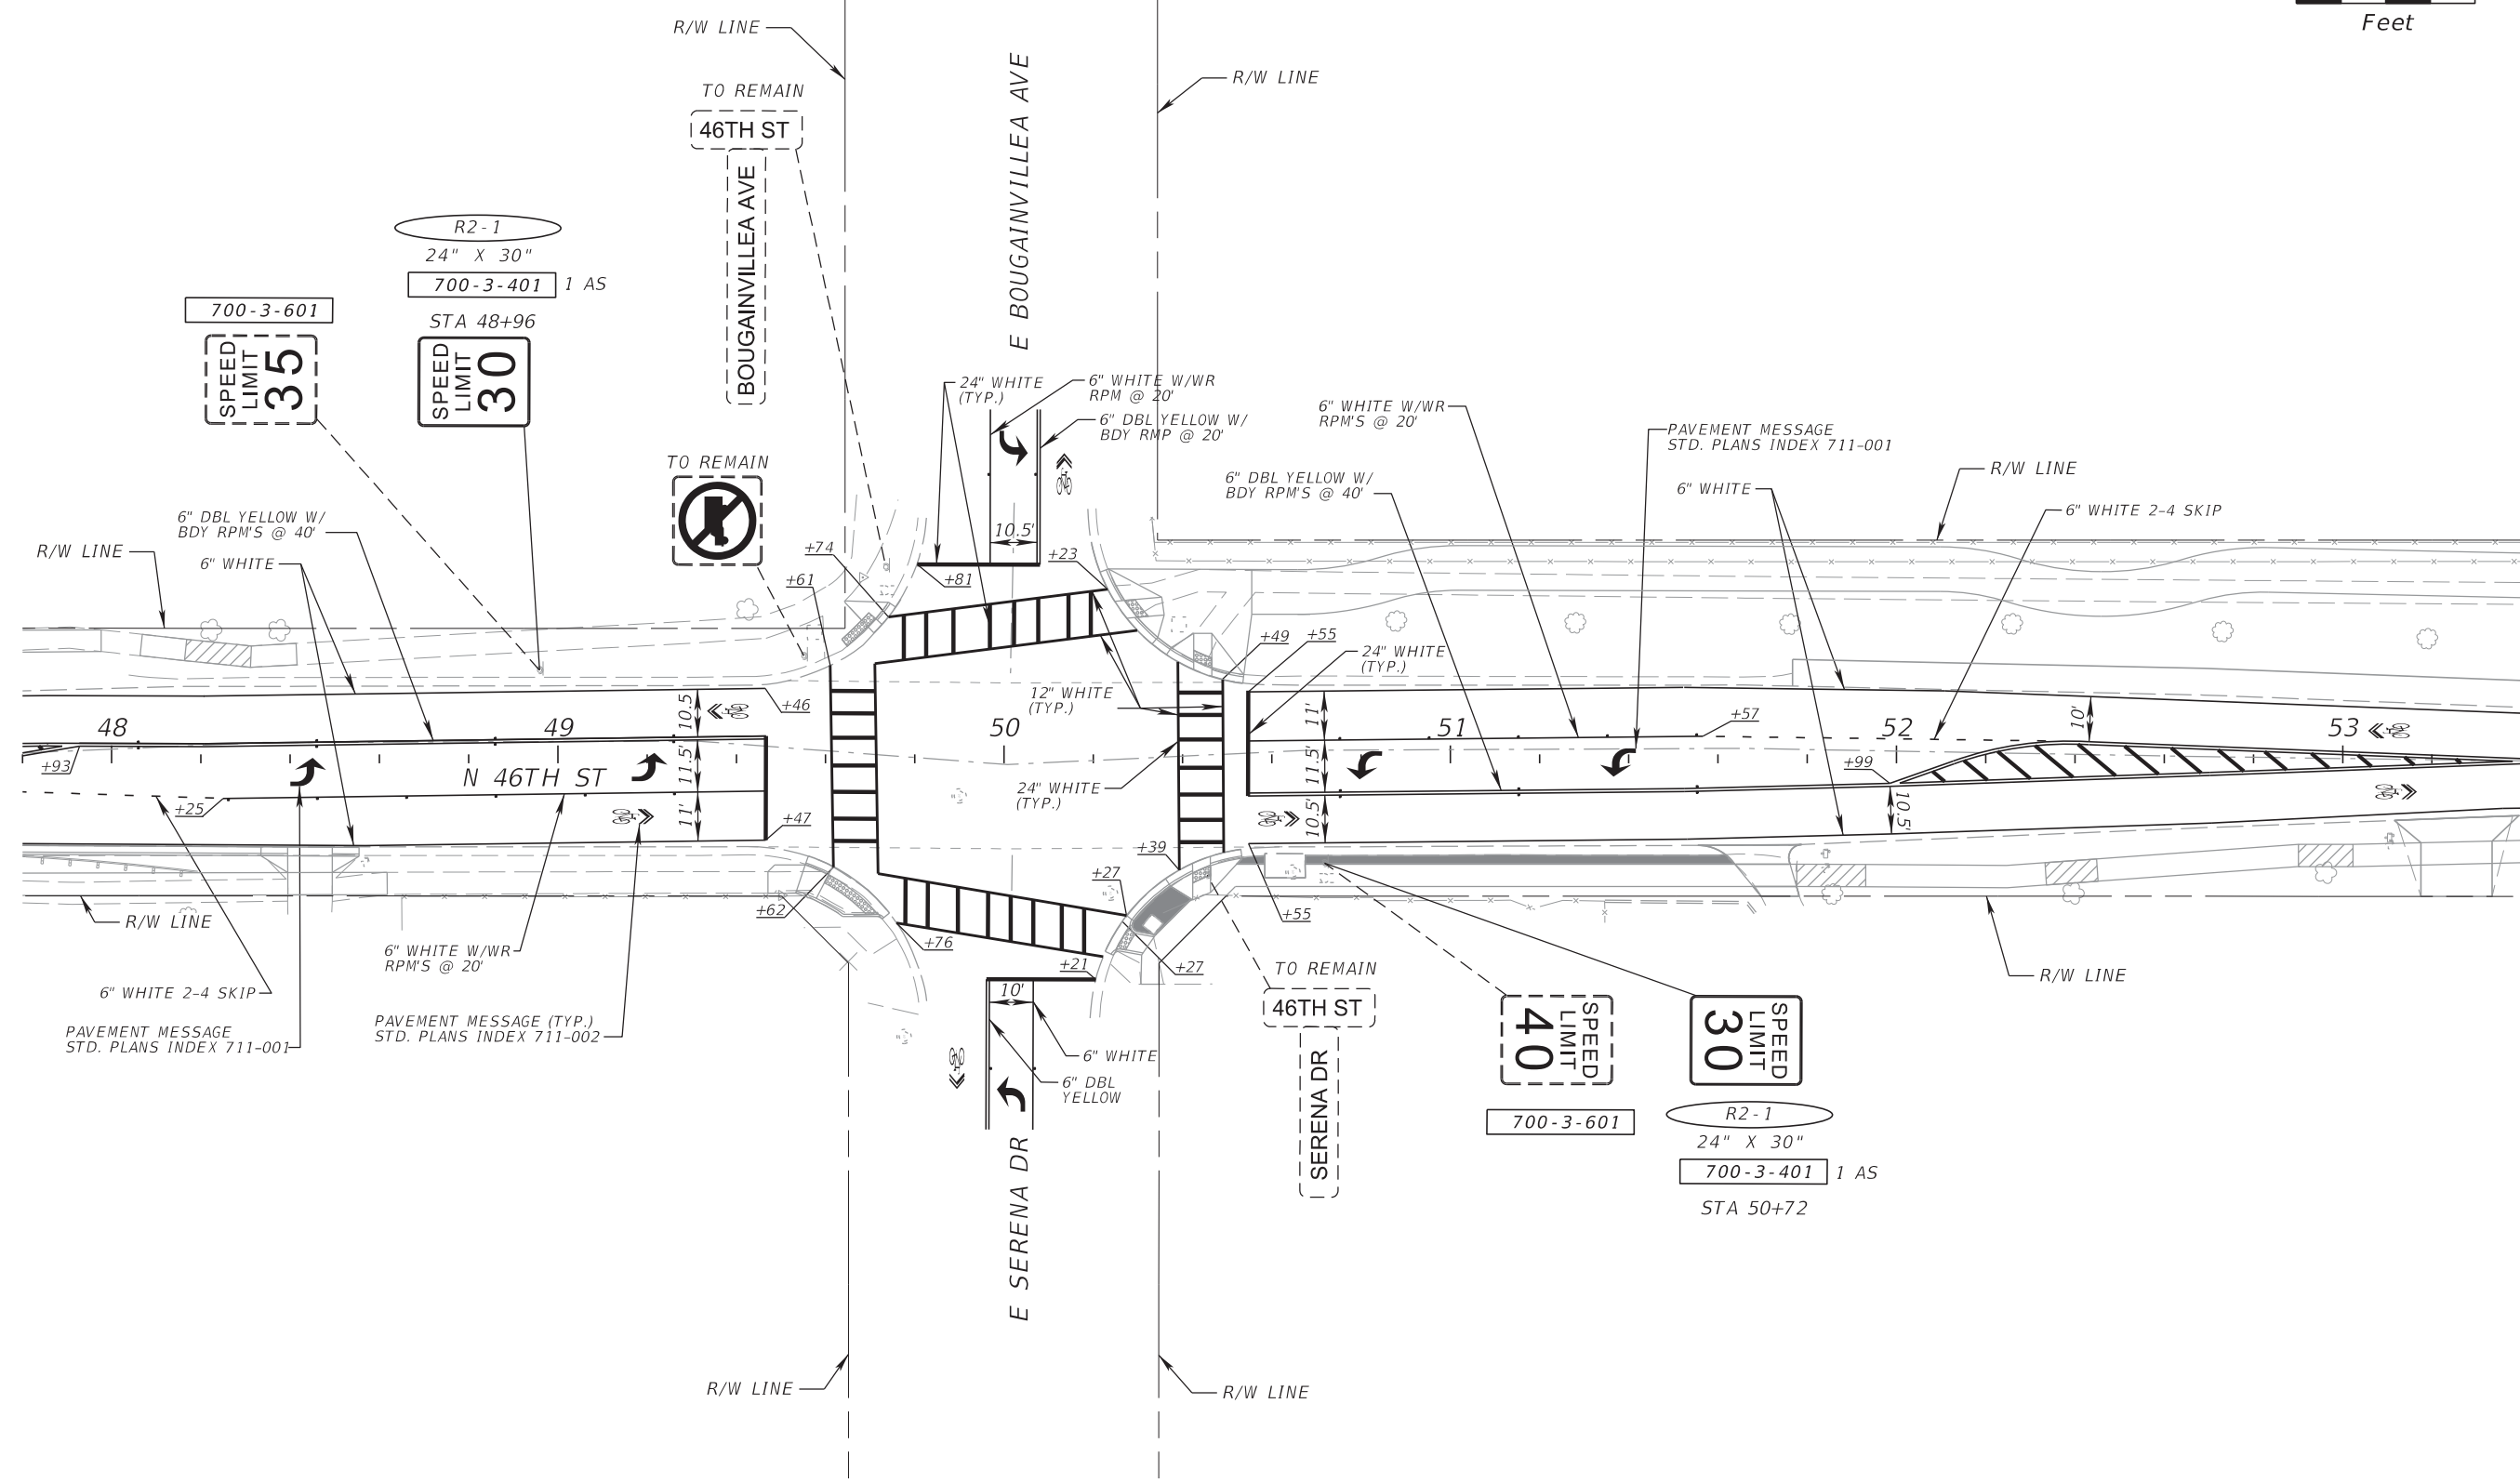 Feet
R/W LINE
R/W LINE
TO REMAIN
46TH ST
BOUGAINVILLEA AVE
E BOUGAINVILLEA AVE
R2-1
24" X 30"
700-3-401 1 AS
STA 48+96
SPEED
LIMIT
30
700-3-601
SPEED
LIMIT
35
TO REMAIN
24" WHITE
(TYP.)
6" WHITE W/WR
RPM @ 20'
6" DBL YELLOW W/
BDY RMP @ 20'
10.5'
6" WHITE W/WR
RPM'S @ 20'
6" DBL YELLOW W/
BDY RPM'S @ 40'
PAVEMENT MESSAGE
STD. PLANS INDEX 711-001
6" WHITE
R/W LINE
6" WHITE 2-4 SKIP
R/W LINE
6" DBL YELLOW W/
BDY RPM'S @ 40'
6" WHITE
+74
+61
+81
+23
+49
+55
24" WHITE
(TYP.)
12" WHITE
(TYP.)
24" WHITE
(TYP.)
+46
+57
+93
+25
+47
+99
48
49
50
51
52
53
N 46TH ST
10.5
11.5'
11'
11'
11.5'
10.5'
10'
10.5'
+39
+27
+62
+76
+21
+27
+55
R/W LINE
6" WHITE W/WR
RPM'S @ 20'
6" WHITE 2-4 SKIP
PAVEMENT MESSAGE
STD. PLANS INDEX 711-001
PAVEMENT MESSAGE (TYP.)
STD. PLANS INDEX 711-002
10'
6" WHITE
6" DBL
YELLOW
E SERENA DR
TO REMAIN
46TH ST
SERENA DR
SPEED
LIMIT
40
700-3-601
SPEED
LIMIT
30
R2-1
24" X 30"
700-3-401 1 AS
STA 50+72
R/W LINE
R/W LINE
R/W LINE